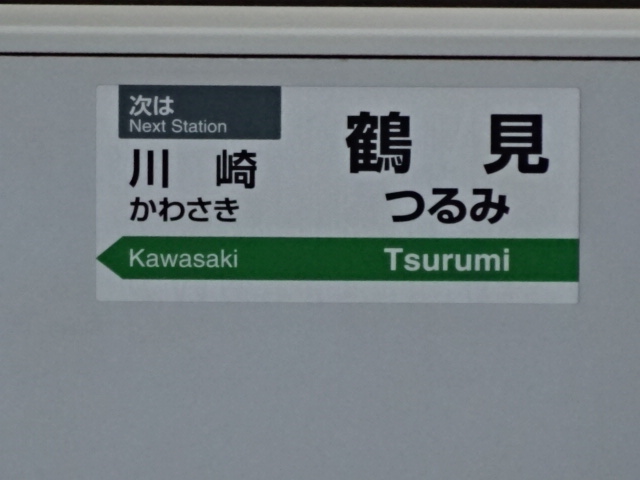 次は
Next Station
川崎
かわさき
Kawasaki
鶴見
つるみ
Tsurumi